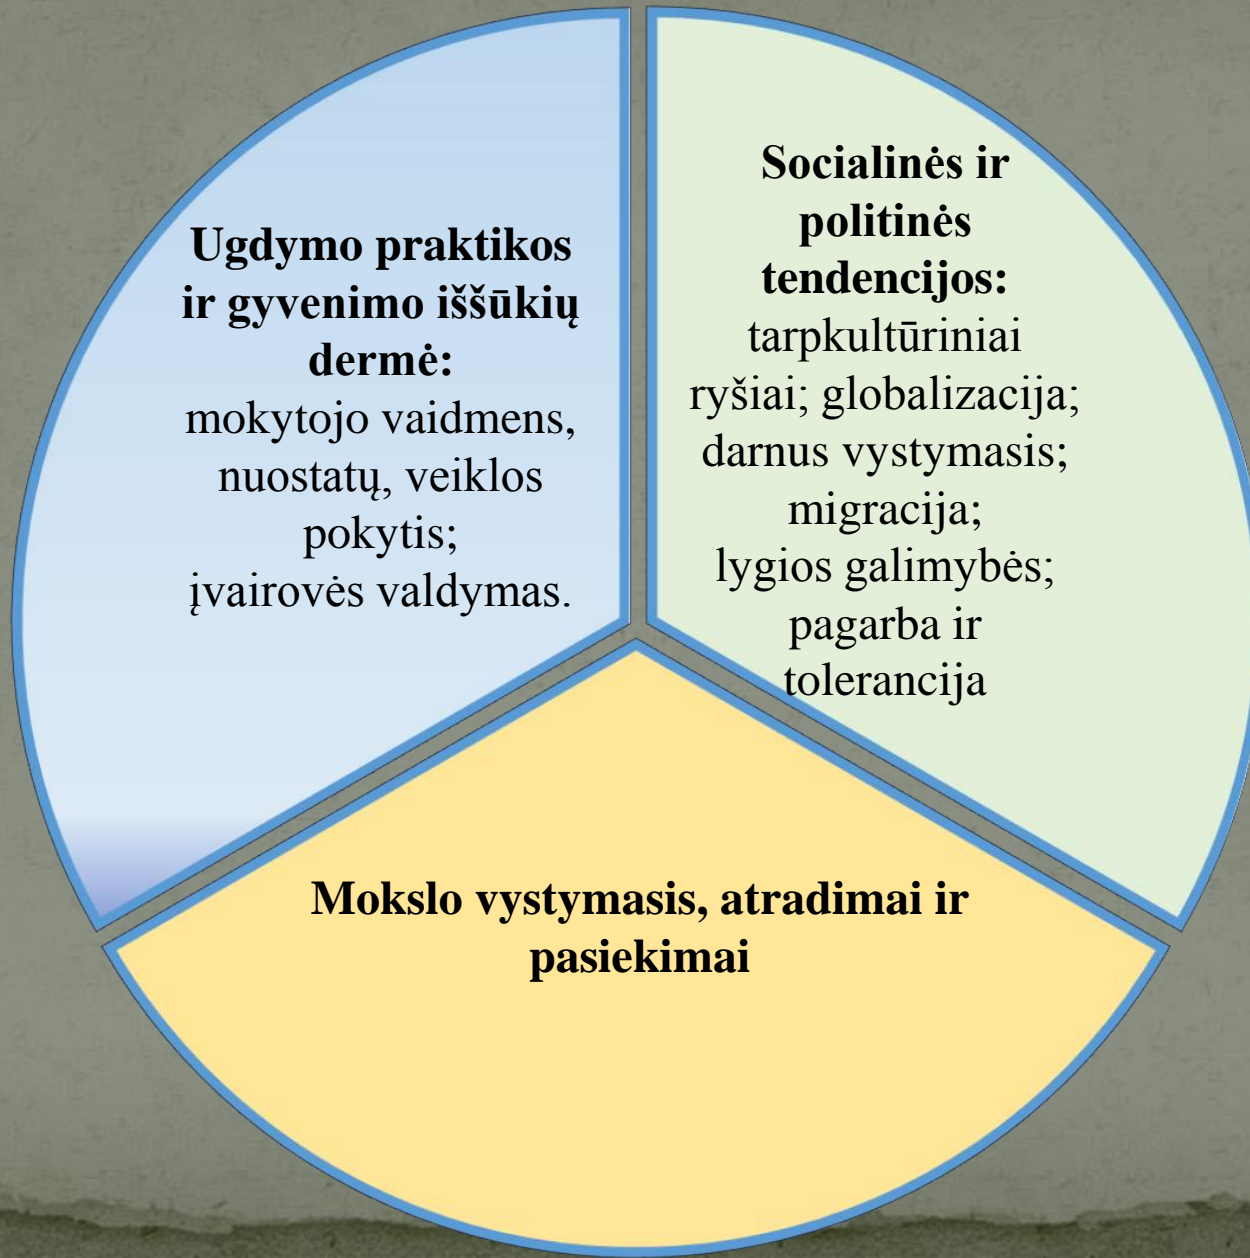 Ugdymo praktikos
ir gyvenimo iššūkių
dermė:
mokytojo vaidmens,
nuostatų, veiklos
pokytis;
įvairovės valdymas.
Socialinės ir
politinės
tendencijos:
tarpkultūriniai
ryšiai; globalizacija;
darnus vystymasis;
migracija;
lygios galimybės;
pagarba ir
tolerancija
Mokslo vystymasis, atradimai ir
pasiekimai